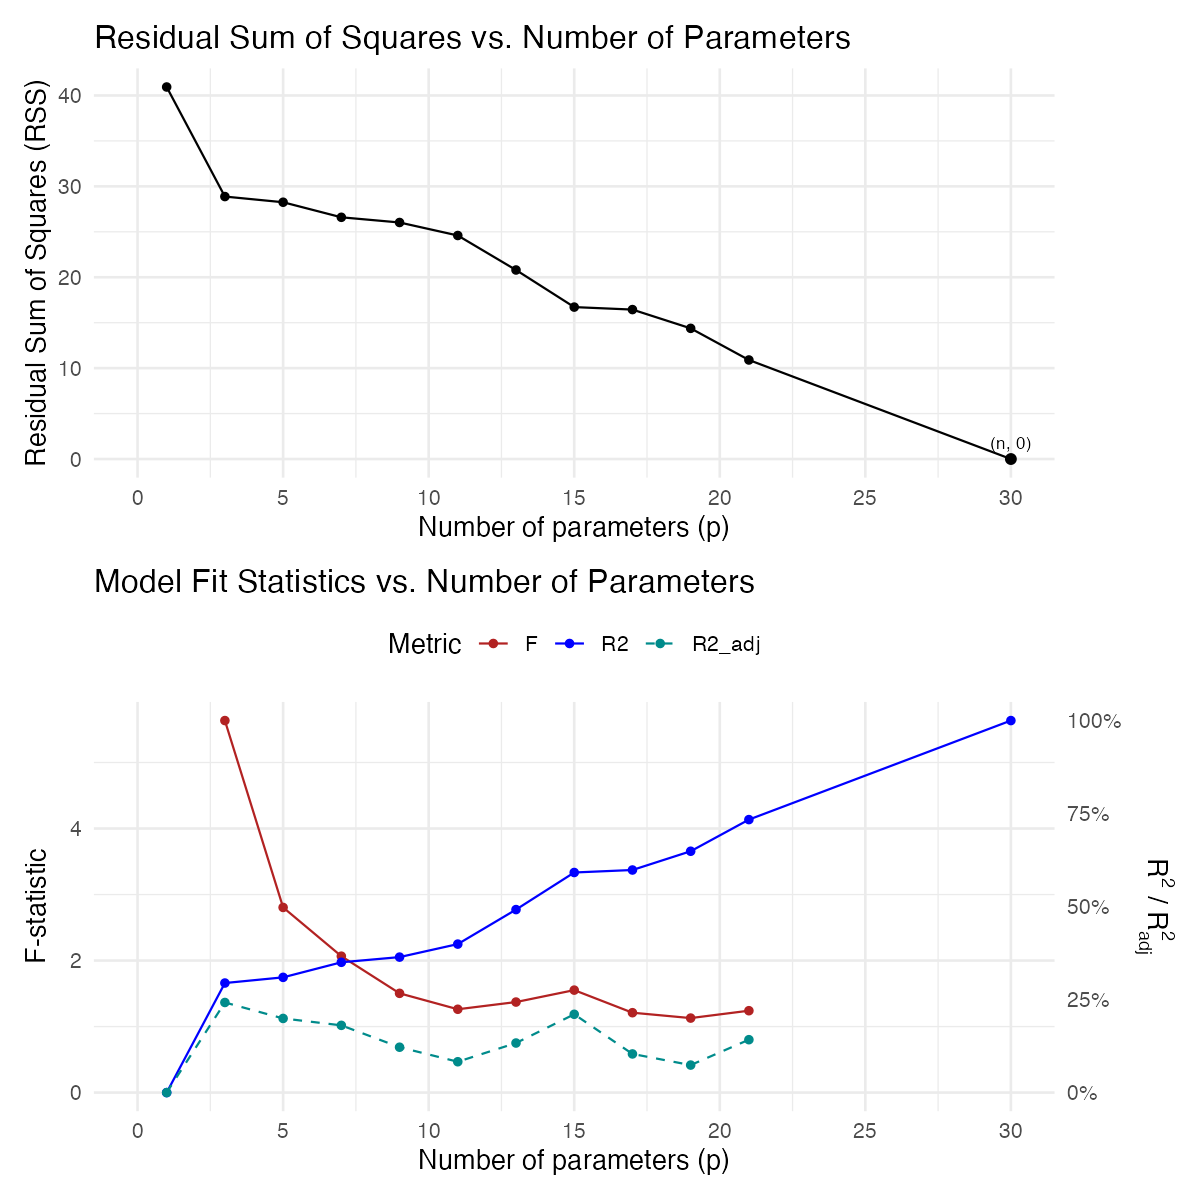 Residual Sum of Squares vs. Number of Parameters
Residual Sum of Squares (RSS)
40
30
20
10
0
(n, 0)
0 5 10 15 20 25 30
Number of parameters (p)
Model Fit Statistics vs. Number of Parameters
Metric F R2 R2_adj
F-statistic
4
2
0
100%
75%
50%
25%
0%
R² / R²adj
0 5 10 15 20 25 30
Number of parameters (p)